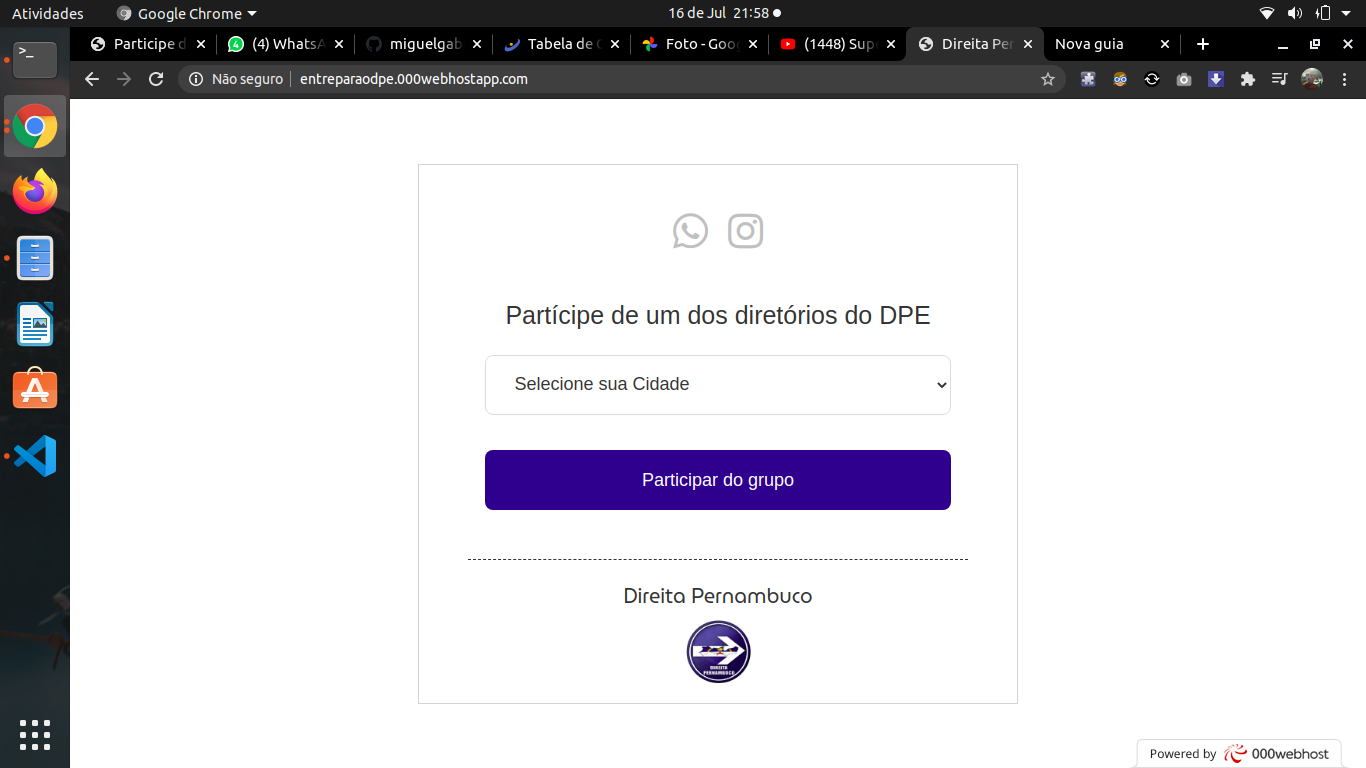 Atividades
Google Chrome
16 de Jul 21:58
Participe d
(4) WhatsA
miguelgab
Tabela de C
Foto - Goog
(1448) Supe
Direita Per
Nova guia
Não seguro
entreparaodpe.000webhostapp.com
Partícipe de um dos diretórios do DPE
Selecione sua Cidade
Participar do grupo
Direita Pernambuco
DIREITA
PERNAMBUCO
Powered by 000webhost